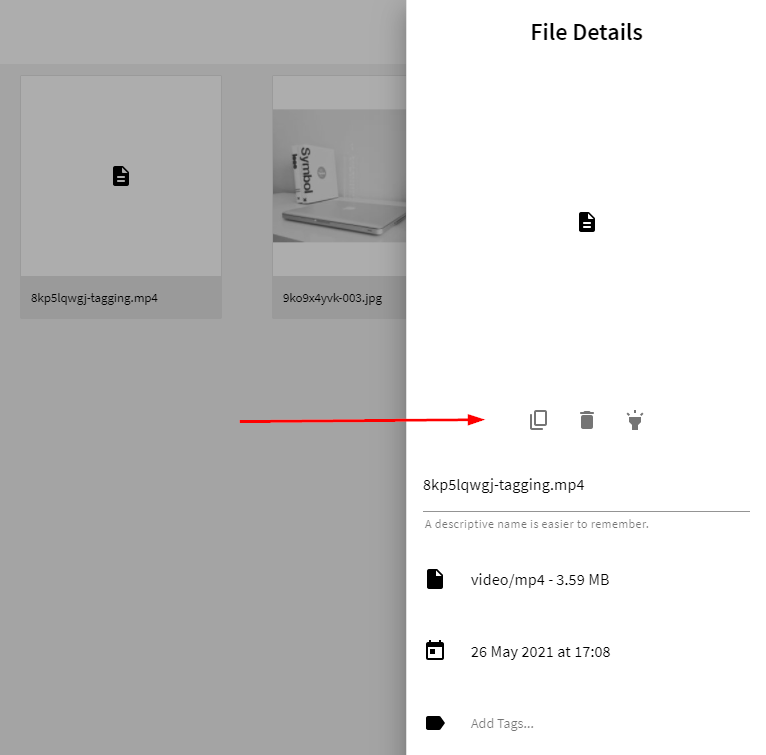 File Details
Symbol
8kp5lqwgj-tagging.mp4
9ko9x4yvk-003.jpg
8kp5lqwgj-tagging.mp4
A descriptive name is easier to remember.
video/mp4 - 3.59 MB
26 May 2021 at 17:08
Add Tags...